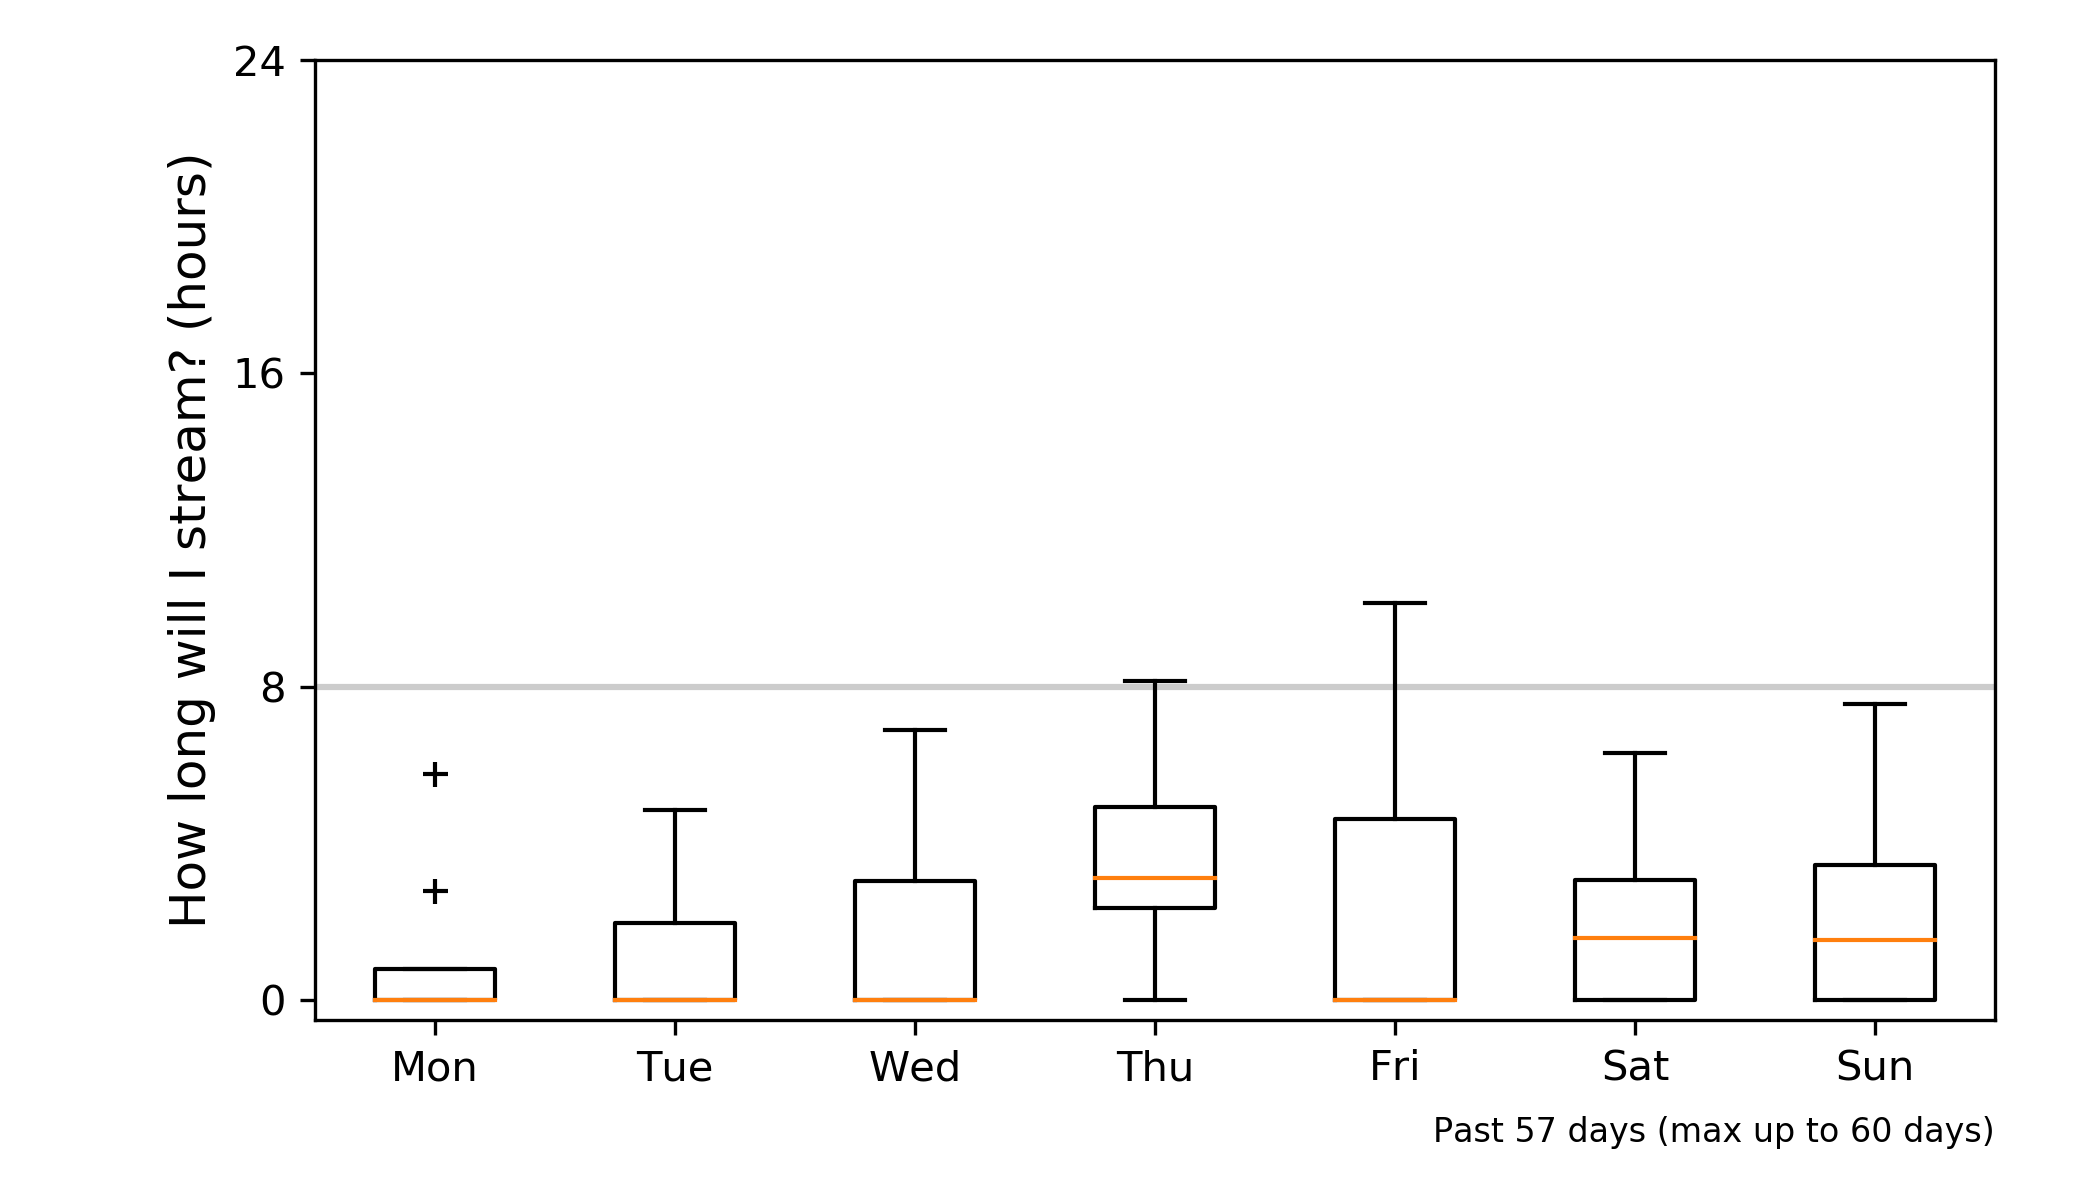 How long will I stream? (hours)
24
16
8
0
Mon Tue Wed Thu Fri Sat Sun
Past 57 days (max up to 60 days)